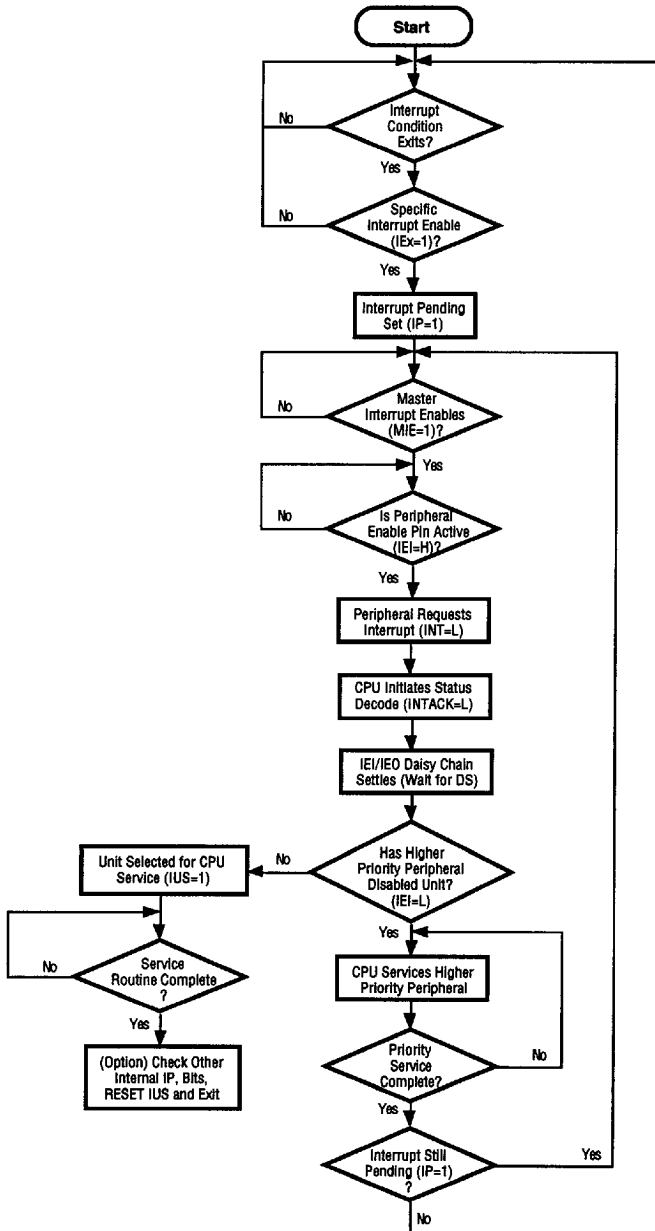 Start
Interrupt
Condition
Exits?
No
Yes
Specific
Interrupt Enable
(IEx=1)?
No
Yes
Interrupt Pending
Set (IP=1)
Master
Interrupt Enables
(MIE=1)?
No
Yes
Is Peripheral
Enable Pin Active
(IEI=H)?
No
Yes
Peripheral Requests
Interrupt (INT=L)
CPU Initiates Status
Decode (INTACK=L)
IEI/IEO Daisy Chain
Settles (Wait for DS)
Has Higher
Priority Peripheral
Disabled Unit?
(IEI=L)
No
Unit Selected for CPU
Service (IUS=1)
Service
Routine Complete
?
No
Yes
(Option) Check Other
Internal IP, Bits,
RESET IUS and Exit
Yes
CPU Services Higher
Priority Peripheral
Priority
Service
Complete?
No
Yes
Interrupt Still
Pending (IP=1)
?
Yes
No